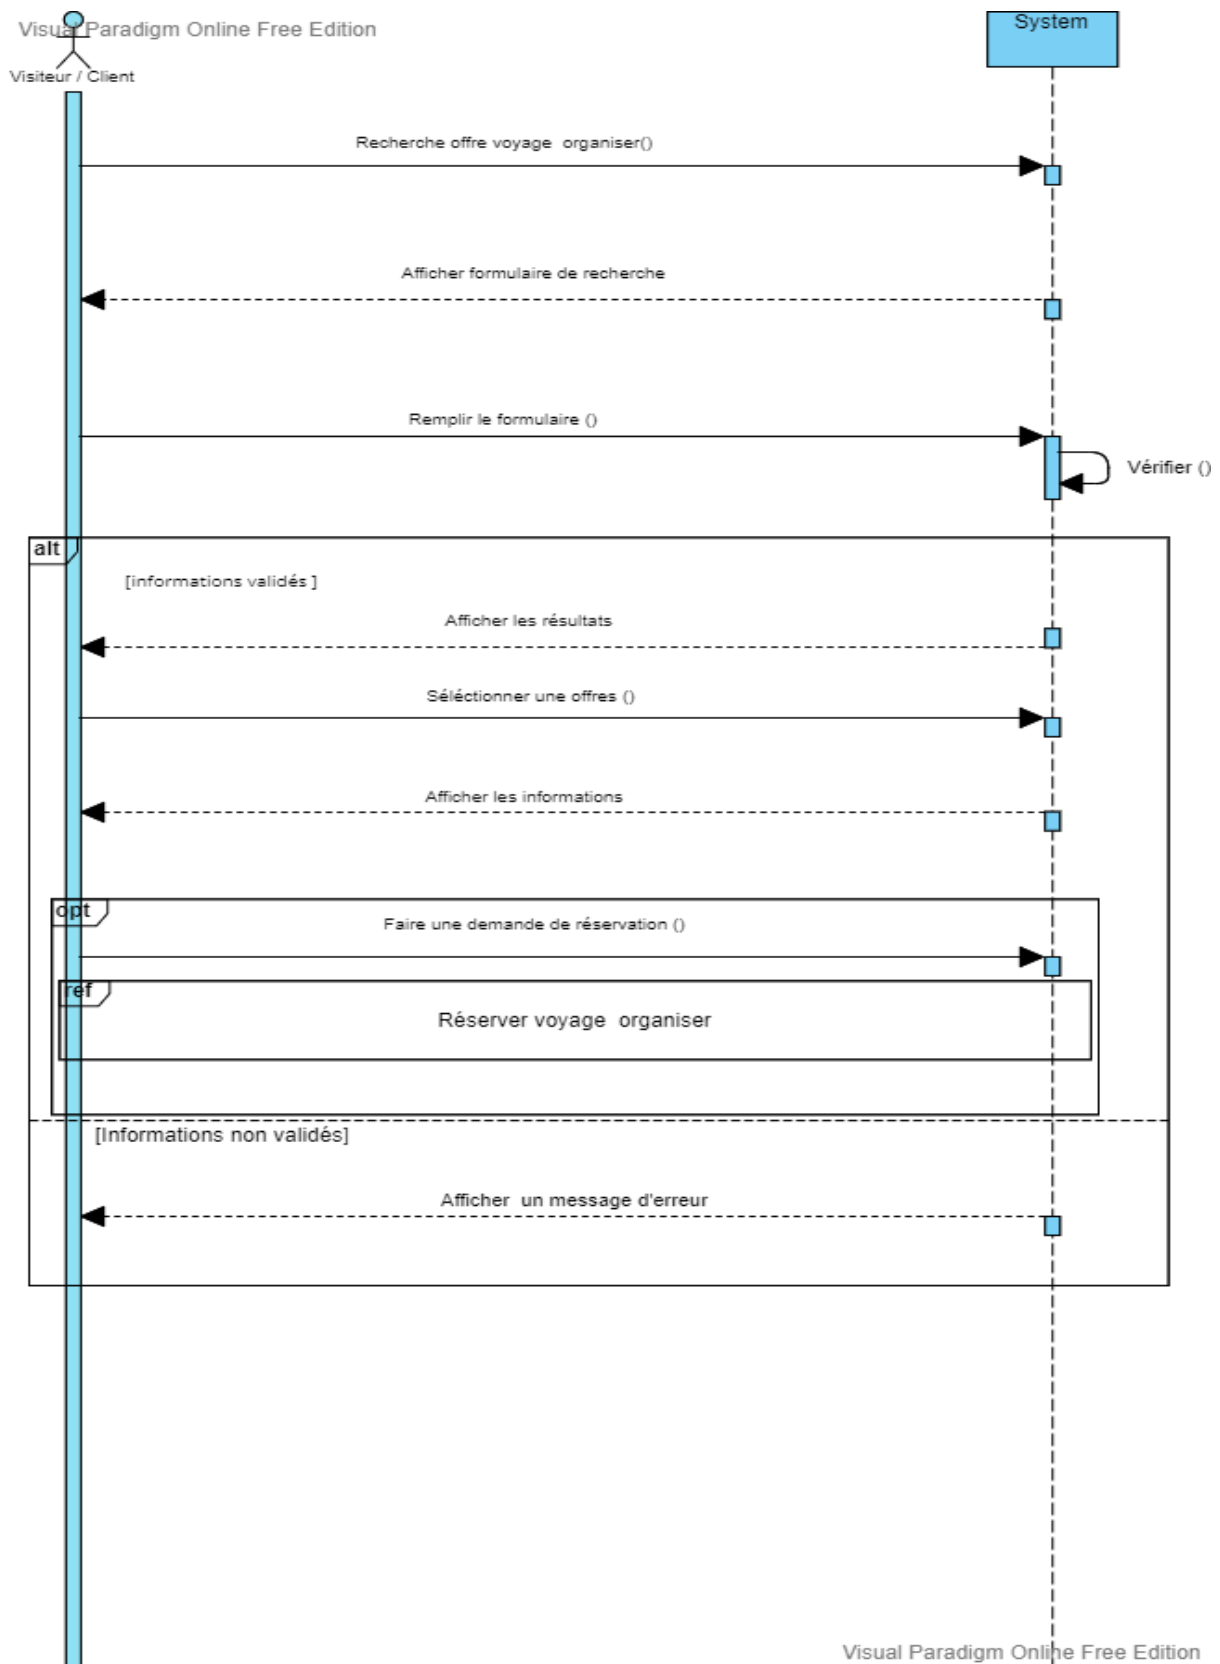 Visual Paradigm Online Free Edition
System
Visiteur / Client
Recherche offre voyage  organiser()
Afficher formulaire de recherche
Remplir le formulaire ()
Vérifier ()
alt
[informations validés ]
Afficher les résultats
Séléctionner une offres ()
Afficher les informations
opt
Faire une demande de réservation ()
ref
Réserver voyage  organiser
[Informations non validés]
Afficher  un message d'erreur
Visual Paradigm Online Free Edition